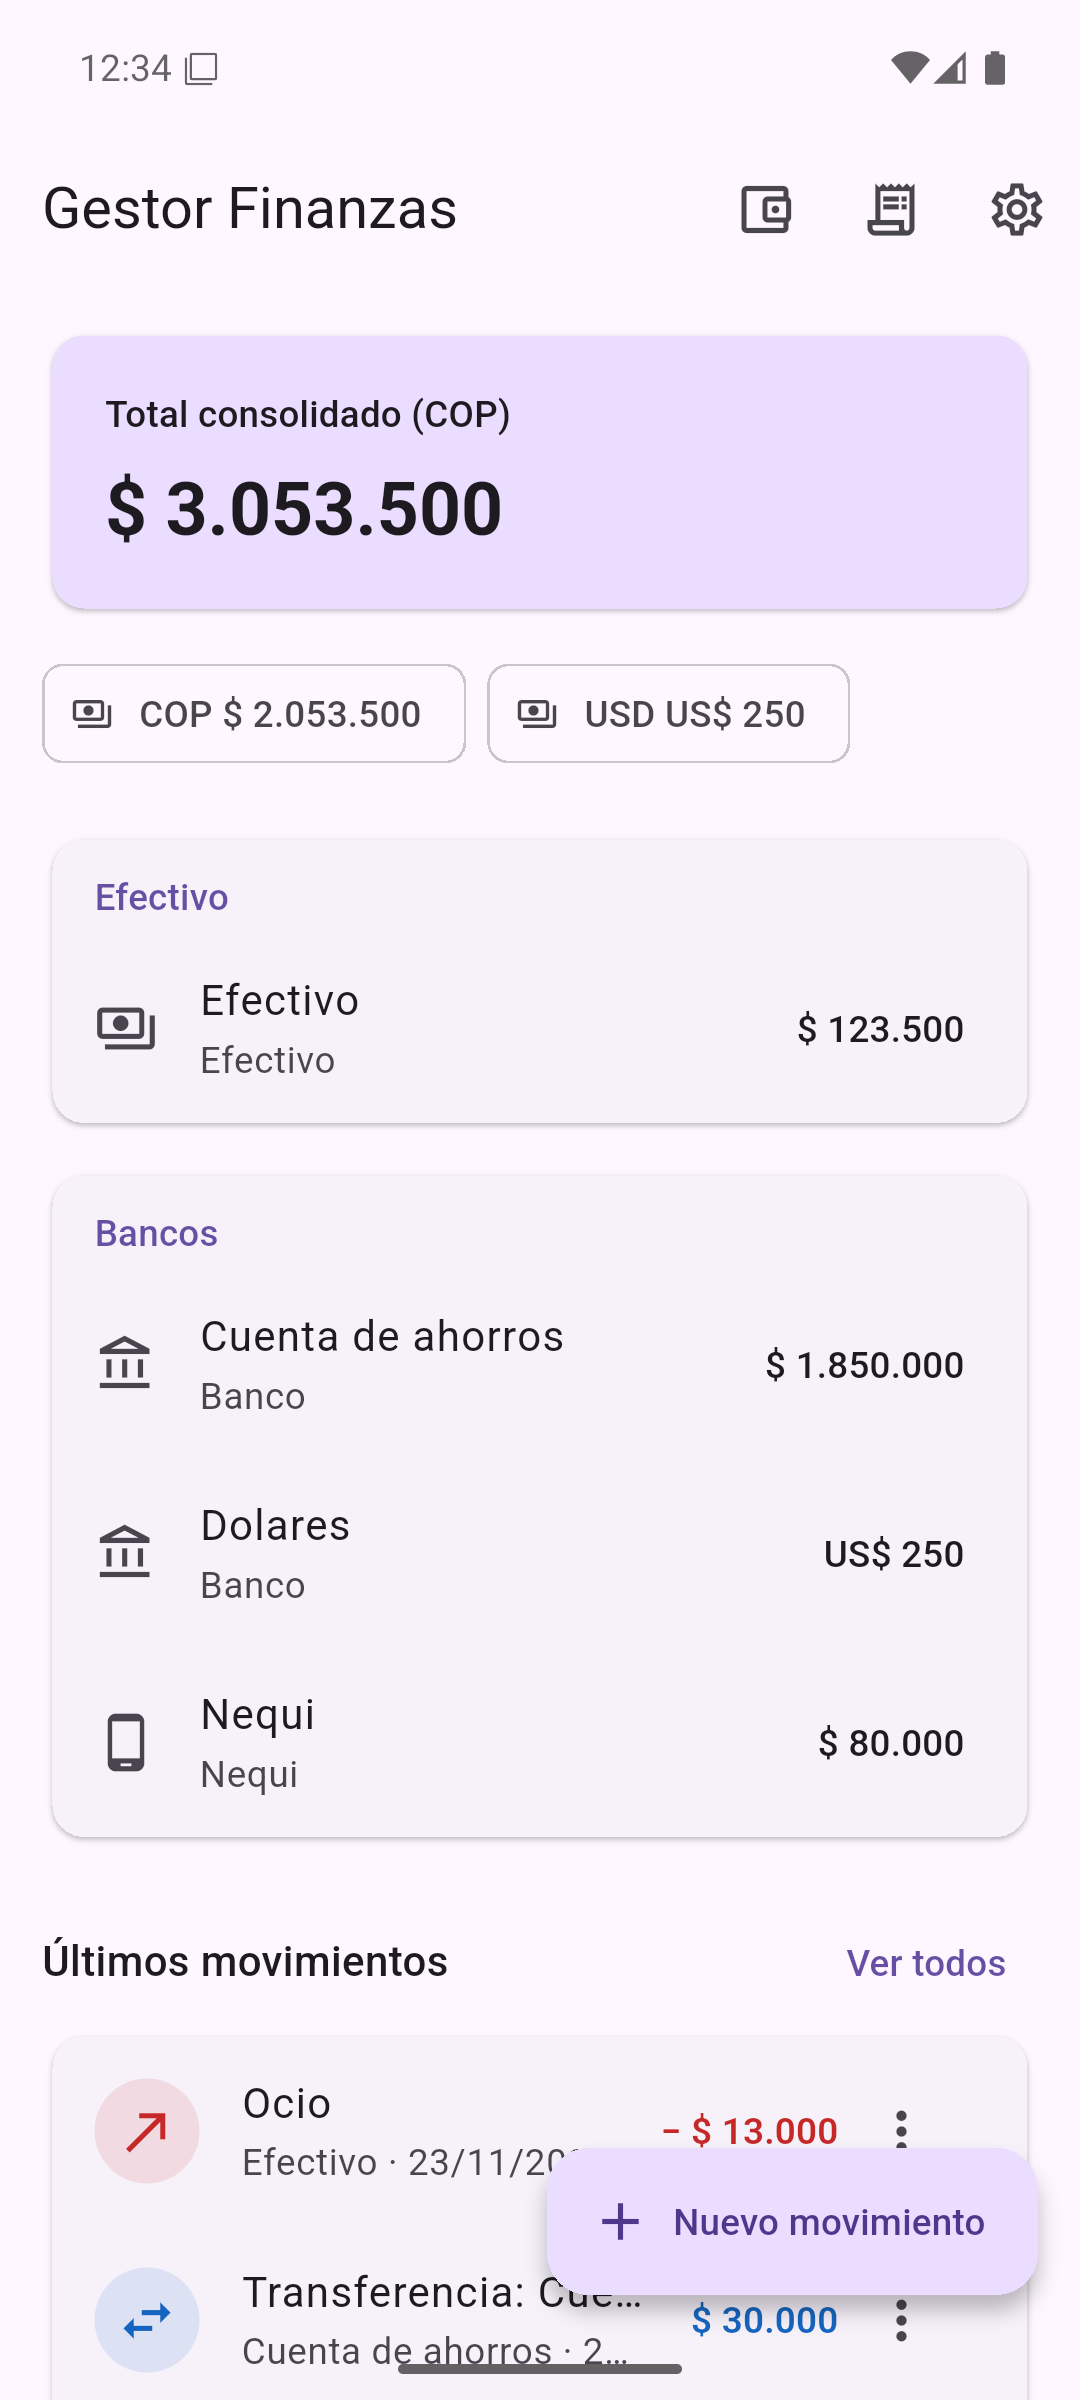 12:34
Gestor Finanzas
Total consolidado (COP)
$ 3.053.500
COP $ 2.053.500
USD US$ 250
Efectivo
Efectivo
$ 123.500
Efectivo
Bancos
Cuenta de ahorros
$ 1.850.000
Banco
Dolares
US$ 250
Banco
Nequi
$ 80.000
Nequi
Últimos movimientos
Ver todos
Ocio
− $ 13.000
Efectivo · 23/11/20
Nuevo movimiento
Transferencia: Cue...
$ 30.000
Cuenta de ahorros · 2...